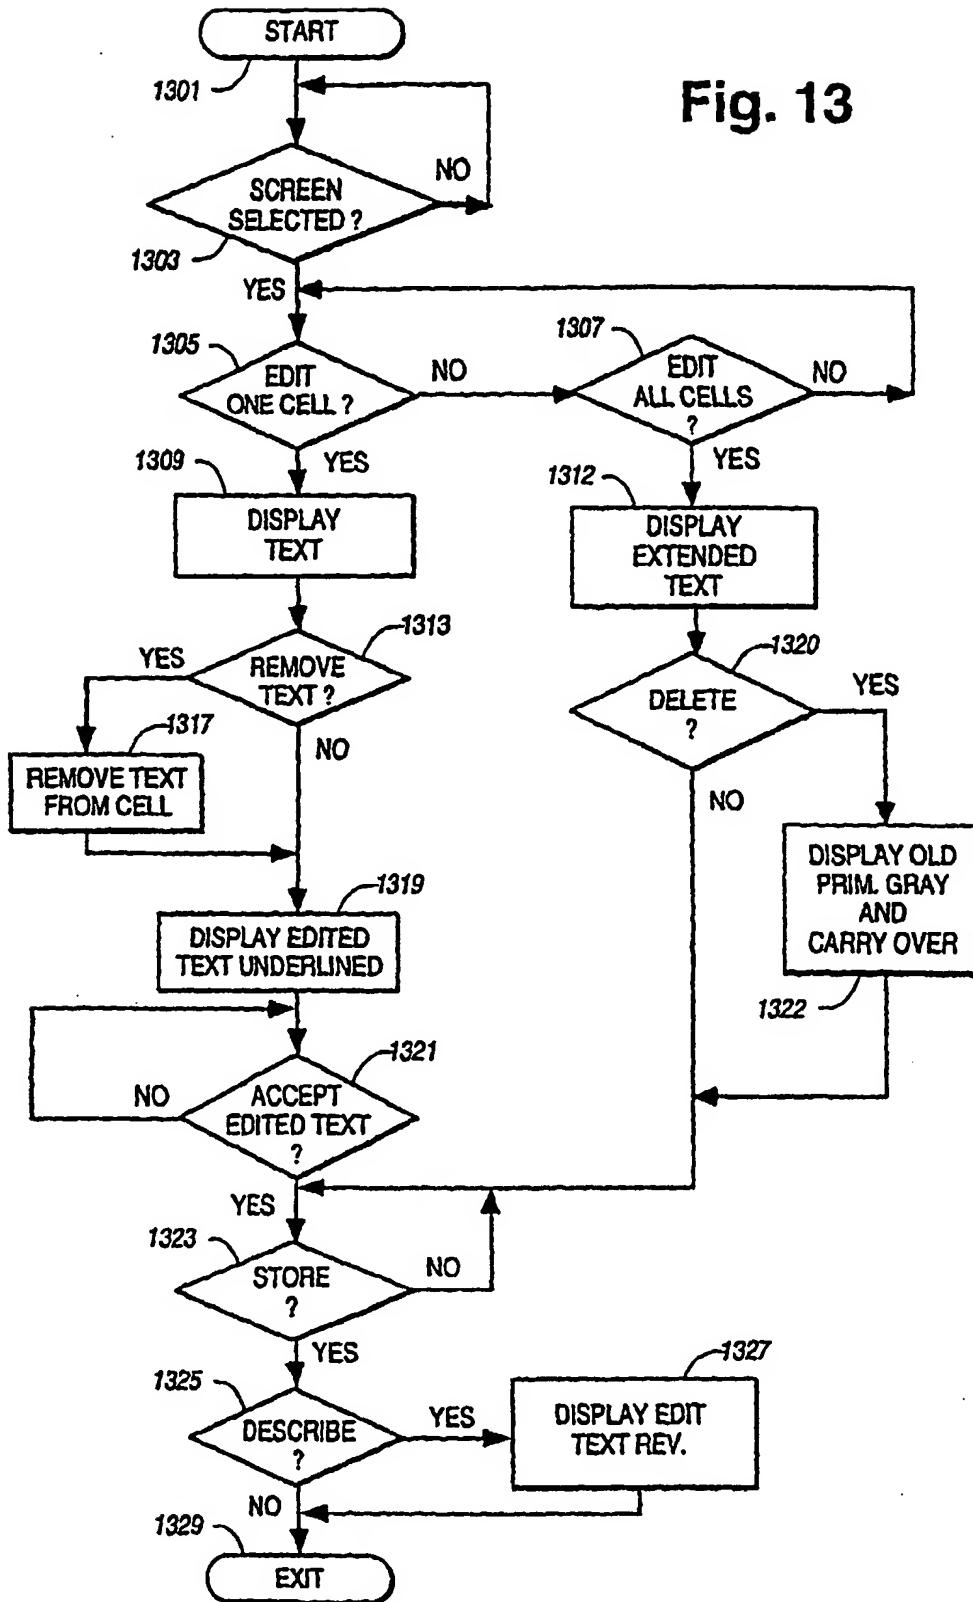 START
1301
Fig. 13
NO
SCREEN
SELECTED ?
1303
YES
1305
1307
EDIT
ONE CELL ?
NO
EDIT
ALL CELLS
?
NO
YES
YES
1309
1312
DISPLAY
TEXT
DISPLAY
EXTENDED
TEXT
1313
1320
YES
REMOVE
TEXT ?
DELETE
?
YES
1317
NO
REMOVE TEXT
FROM CELL
NO
DISPLAY OLD
PRIM. GRAY
AND
CARRY OVER
1319
DISPLAY EDITED
TEXT UNDERLINED
1322
1321
NO
ACCEPT
EDITED TEXT
?
YES
1323
STORE
?
NO
YES
1327
1325
DESCRIBE
?
YES
DISPLAY EDIT
TEXT REV.
NO
1329
EXIT